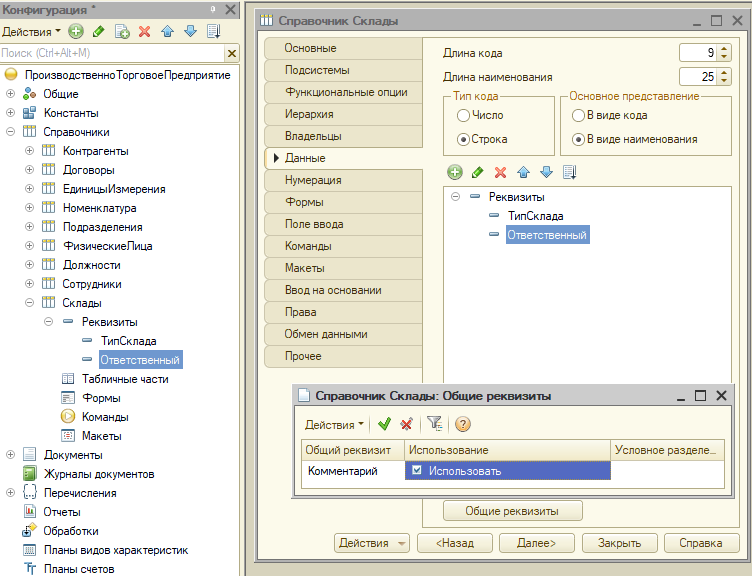 Конфигурация *
Действия
Поиск (Ctrl+Alt+M)
ПроизводственноТорговоеПредприятие
Общие
Константы
Справочники
Контрагенты
Договоры
ЕдиницыИзмерения
Номенклатура
Подразделения
ФизическиеЛица
Должности
Сотрудники
Склады
Реквизиты
ТипСклада
Ответственный
Табличные части
Формы
Команды
Макеты
Документы
Журналы документов
Перечисления
Отчеты
Обработки
Планы видов характеристик
Планы счетов
Справочник Склады
Основные
Подсистемы
Функциональные опции
Иерархия
Владельцы
Данные
Нумерация
Формы
Поле ввода
Команды
Макеты
Ввод на основании
Права
Обмен данными
Прочее
Длина кода 9
Длина наименования 25
Тип кода
Число
Строка
Основное представление
В виде кода
В виде наименования
Реквизиты
ТипСклада
Ответственный
Справочник Склады: Общие реквизиты
Действия
Общий реквизит Использование Условное разделе...
Комментарий Использовать
Общие реквизиты
Действия <Назад Далее> Закрыть Справка